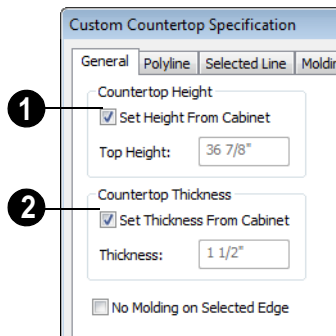 Custom Countertop Specification
General Polyline Selected Line
Countertop Height
1
Set Height From Cabinet
Top Height: 36 7/8"
Countertop Thickness
2
Set Thickness From Cabinet
Thickness: 1 1/2"
No Molding on Selected Edge